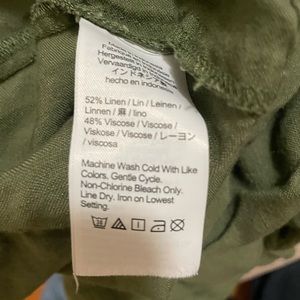 Fabriqué en
Hergestellt in
Vervaardigd in
インドネシア製
hecho en indonesia
52% Linen / Lin / Leinen /
Linnen / 麻 / lino
48% Viscose / Viscose /
Viskose / Viscose / レーヨン
/ viscosa
Machine Wash Cold With Like
Colors. Gentle Cycle.
Non-Chlorine Bleach Only.
Line Dry. Iron on Lowest
Setting.